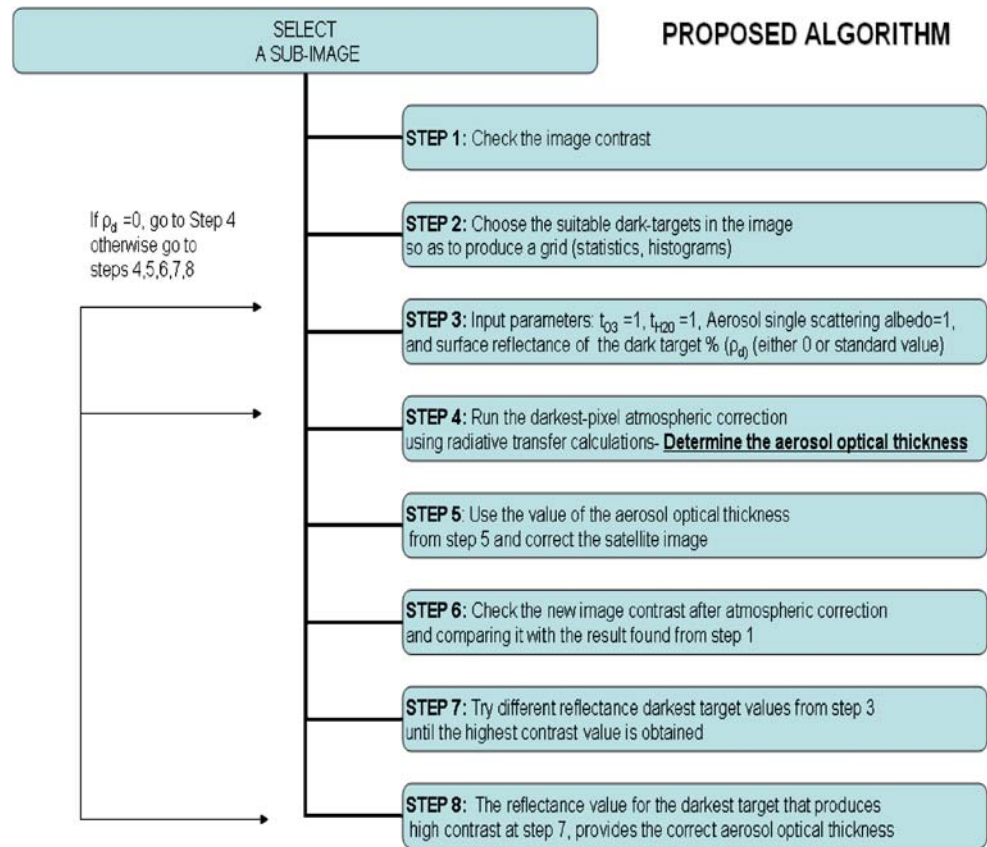 SELECT
A SUB-IMAGE
PROPOSED ALGORITHM
STEP 1: Check the image contrast
If ρd =0, go to Step 4
otherwise go to
steps 4,5,6,7,8
STEP 2: Choose the suitable dark-targets in the image
so as to produce a grid (statistics, histograms)
STEP 3: Input parameters: tO3 =1, tH20 =1, Aerosol single scattering albedo=1,
and surface reflectance of the dark target % (ρd) (either 0 or standard value)
STEP 4: Run the darkest-pixel atmospheric correction
using radiative transfer calculations- Determine the aerosol optical thickness
STEP 5: Use the value of the aerosol optical thickness
from step 5 and correct the satellite image
STEP 6: Check the new image contrast after atmospheric correction
and comparing it with the result found from step 1
STEP 7: Try different reflectance darkest target values from step 3
until the highest contrast value is obtained
STEP 8: The reflectance value for the darkest target that produces
high contrast at step 7, provides the correct aerosol optical thickness